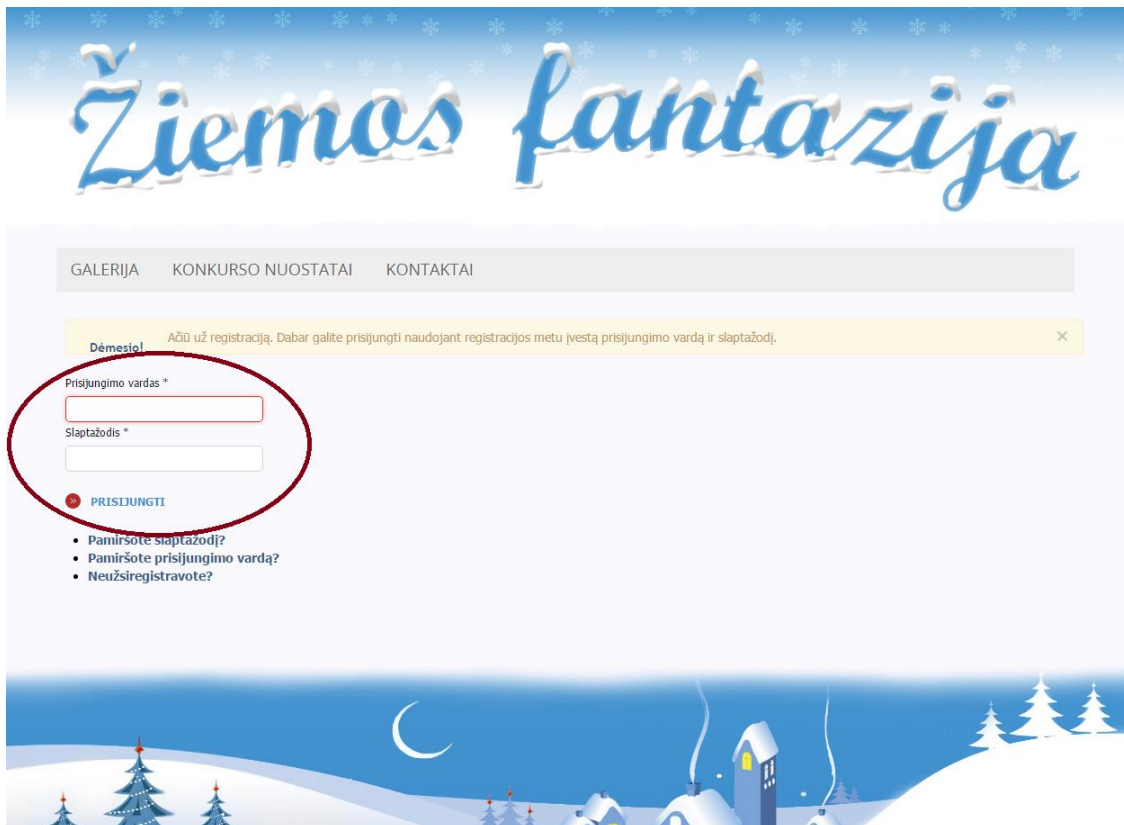 Žiemos fantazija
GALERIJA KONKURSO NUOSTATAI KONTAKTAI
Ačiū už registraciją. Dabar galite prisijungti naudojant registracijos metu įvestą prisijungimo vardą ir slaptažodį. ×
Dėmesio!
Prisijungimo vardas *
Slaptažodis *
» PRISIJUNGTI
• Pamiršote slaptažodį?
• Pamiršote prisijungimo vardą?
• Neužsiregistravote?